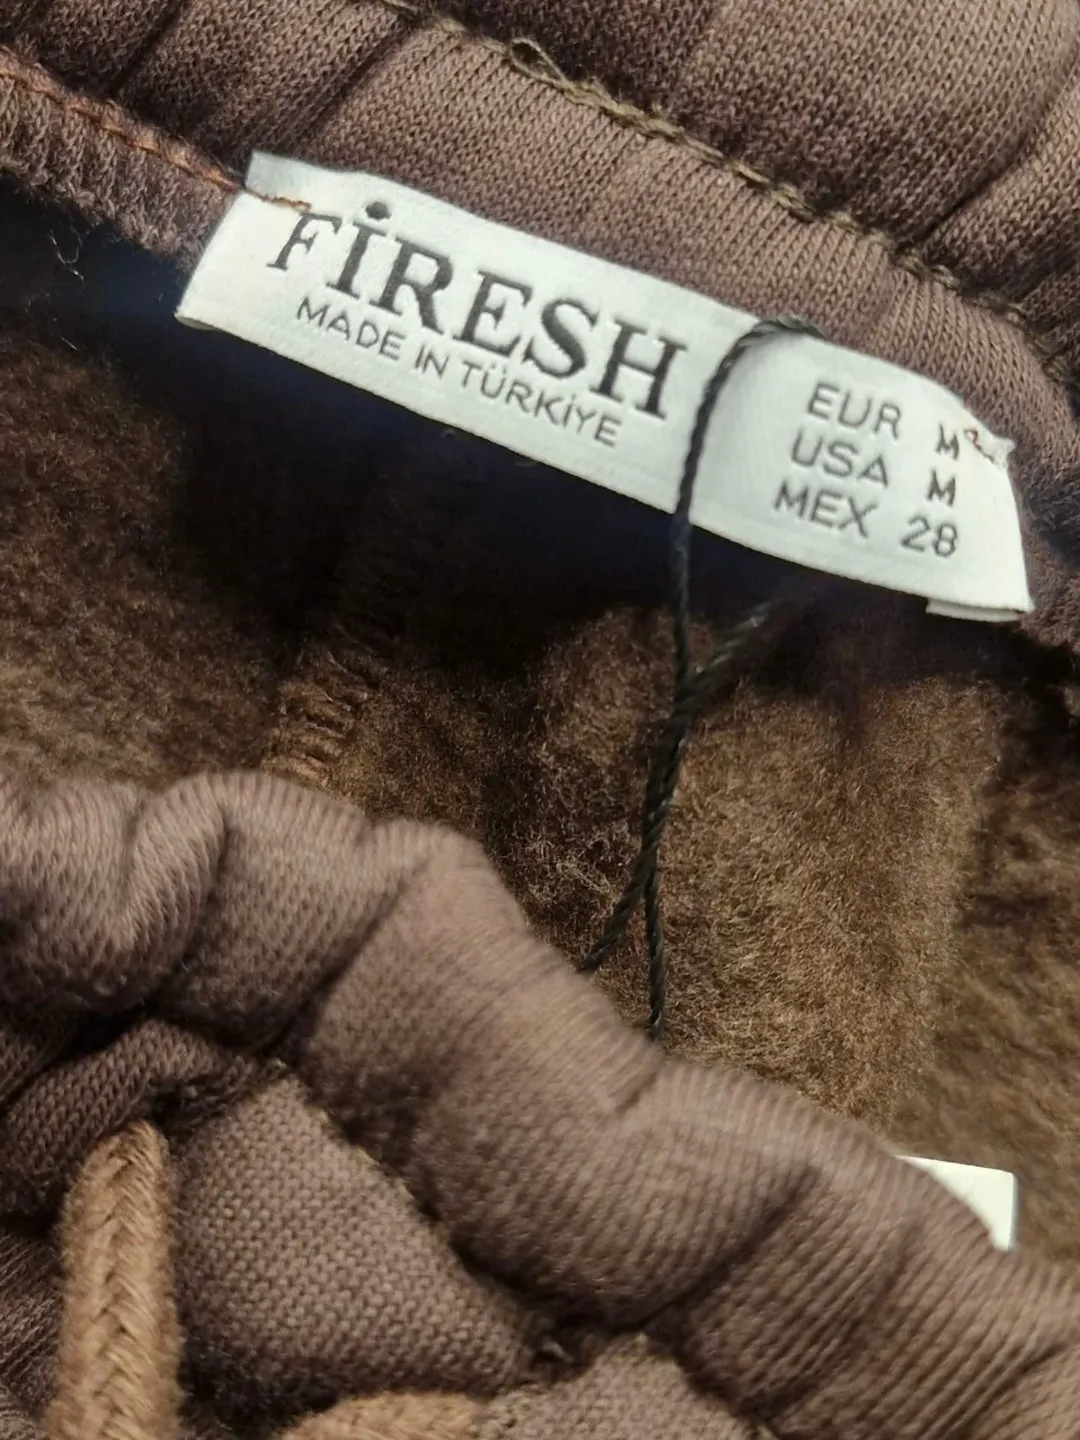 FİRESH
MADE IN TÜRKİYE
EUR M
USA M
MEX 28